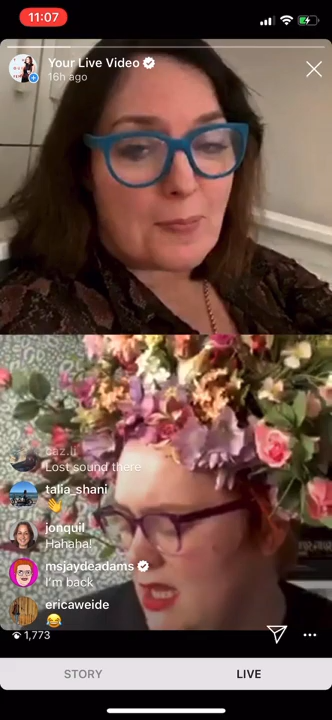 11:07
Your Live Video
16h ago
Lost sound there
talia_shani
👋
jonquil
Hahaha!
msjaydeadams
I'm back
ericaweide
😂
1,773
STORY
LIVE